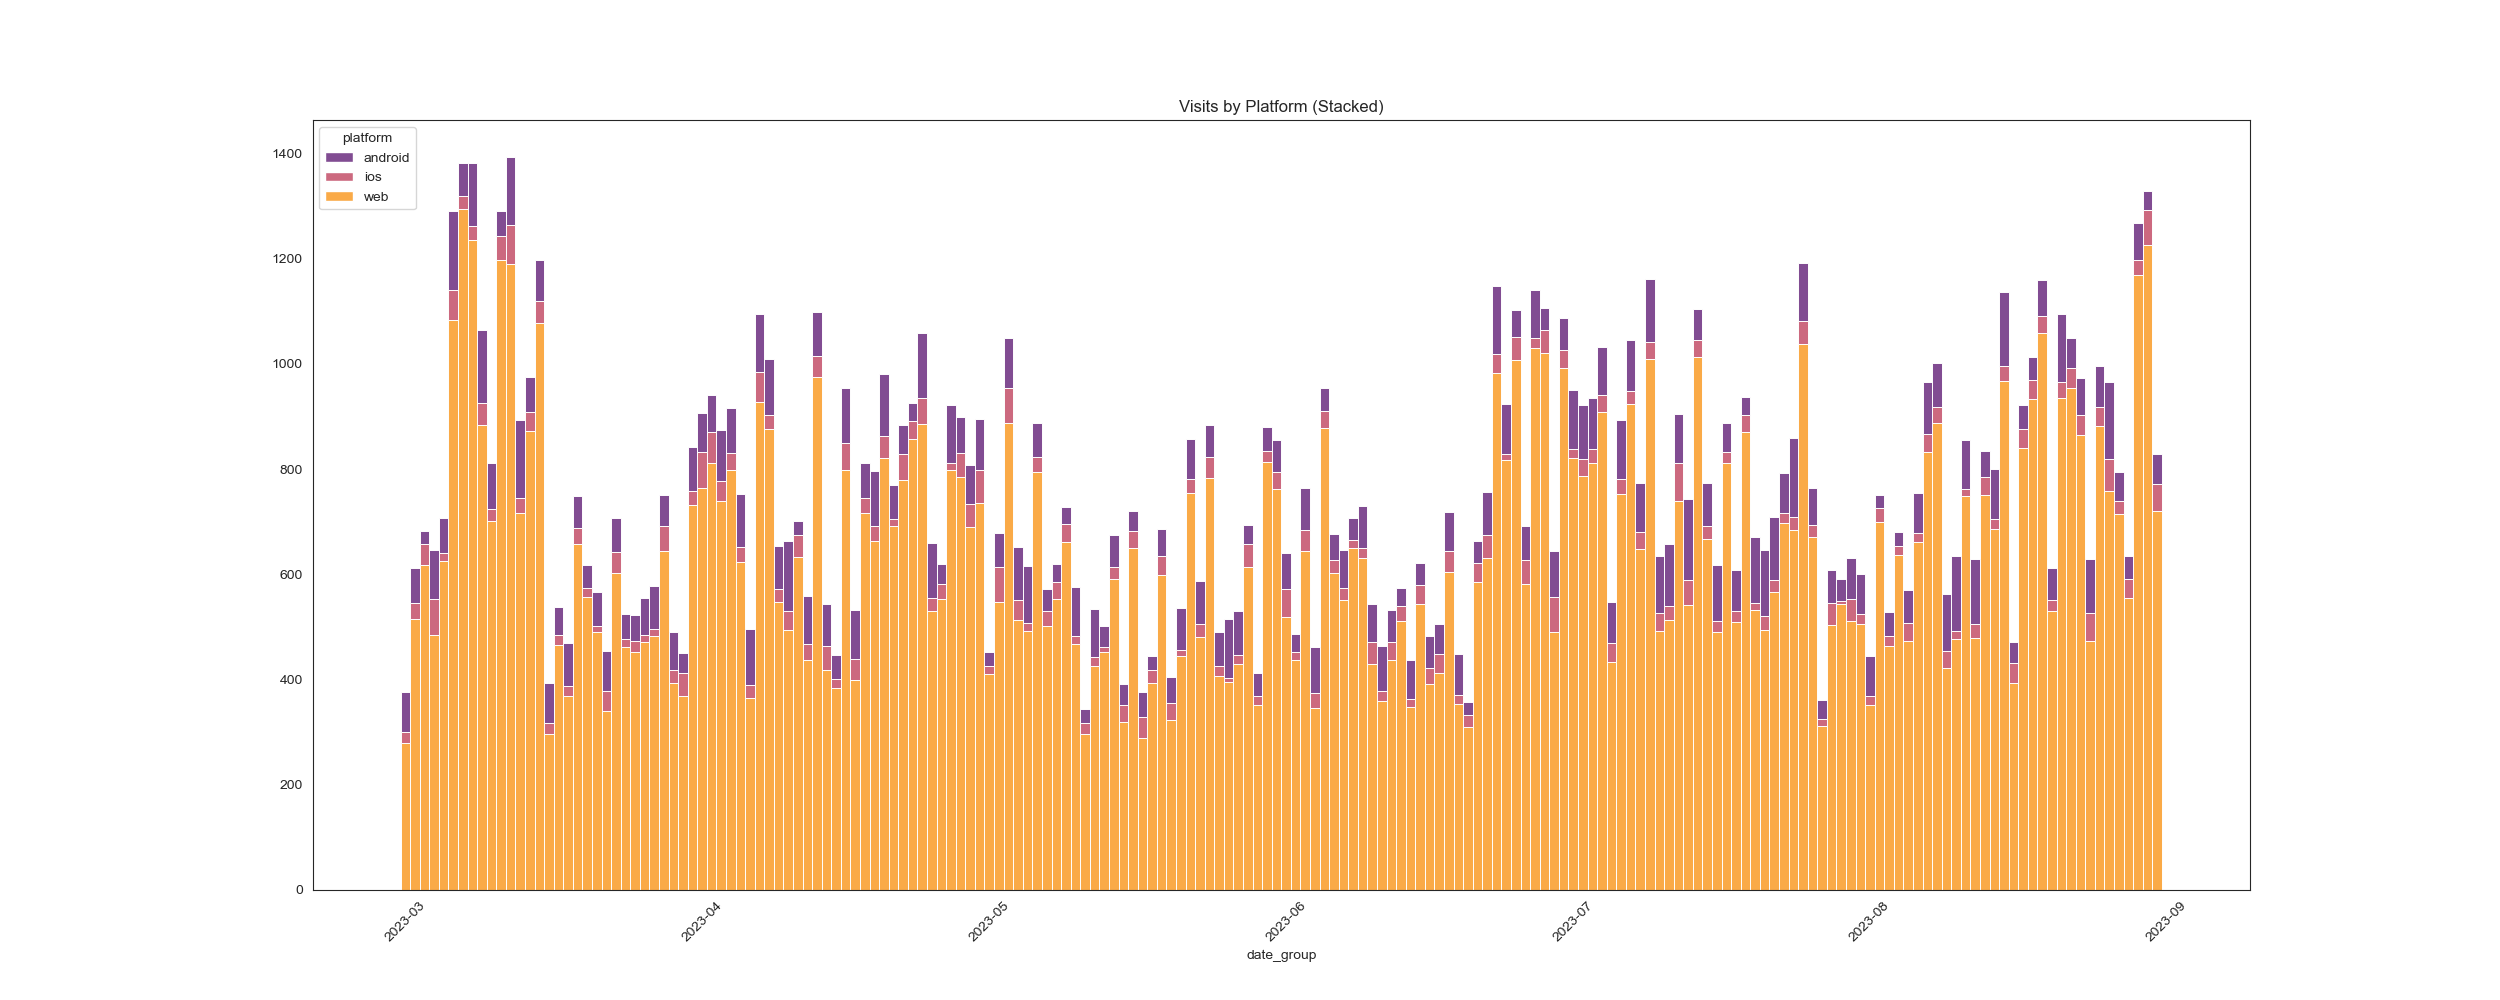 Visits by Platform (Stacked)
platform
android
ios
web
1400
1200
1000
800
600
400
200
0
2023-03
2023-04
2023-05
2023-06
2023-07
2023-08
2023-09
date_group